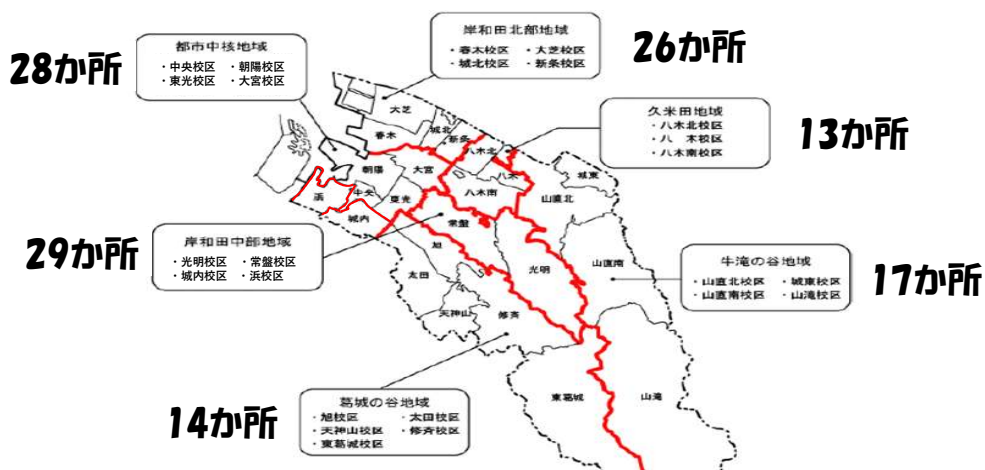 岸和田北部地域
・春木校区 ・大芝校区
・城北校区 ・新条校区
26か所
都市中核地域
・中央校区 ・朝陽校区
・東光校区 ・大宮校区
28か所
久米田地域
・八木北校区
・八 木校区
・八木南校区
13か所
大芝
春木
城北
新条
八木北
八木
城東
朝陽
大宮
浜
中央
東光
八木南
山直北
城内
常盤
旭
岸和田中部地域
・光明校区 ・常盤校区
・城内校区 ・浜校区
29か所
太田
光明
山直南
牛滝の谷地域
・山直北校区 ・城東校区
・山直南校区 ・山滝校区
17か所
天神山
修斉
東葛城
山滝
葛城の谷地域
・旭校区 ・太田校区
・天神山校区 ・修斉校区
・東葛城校区
14か所